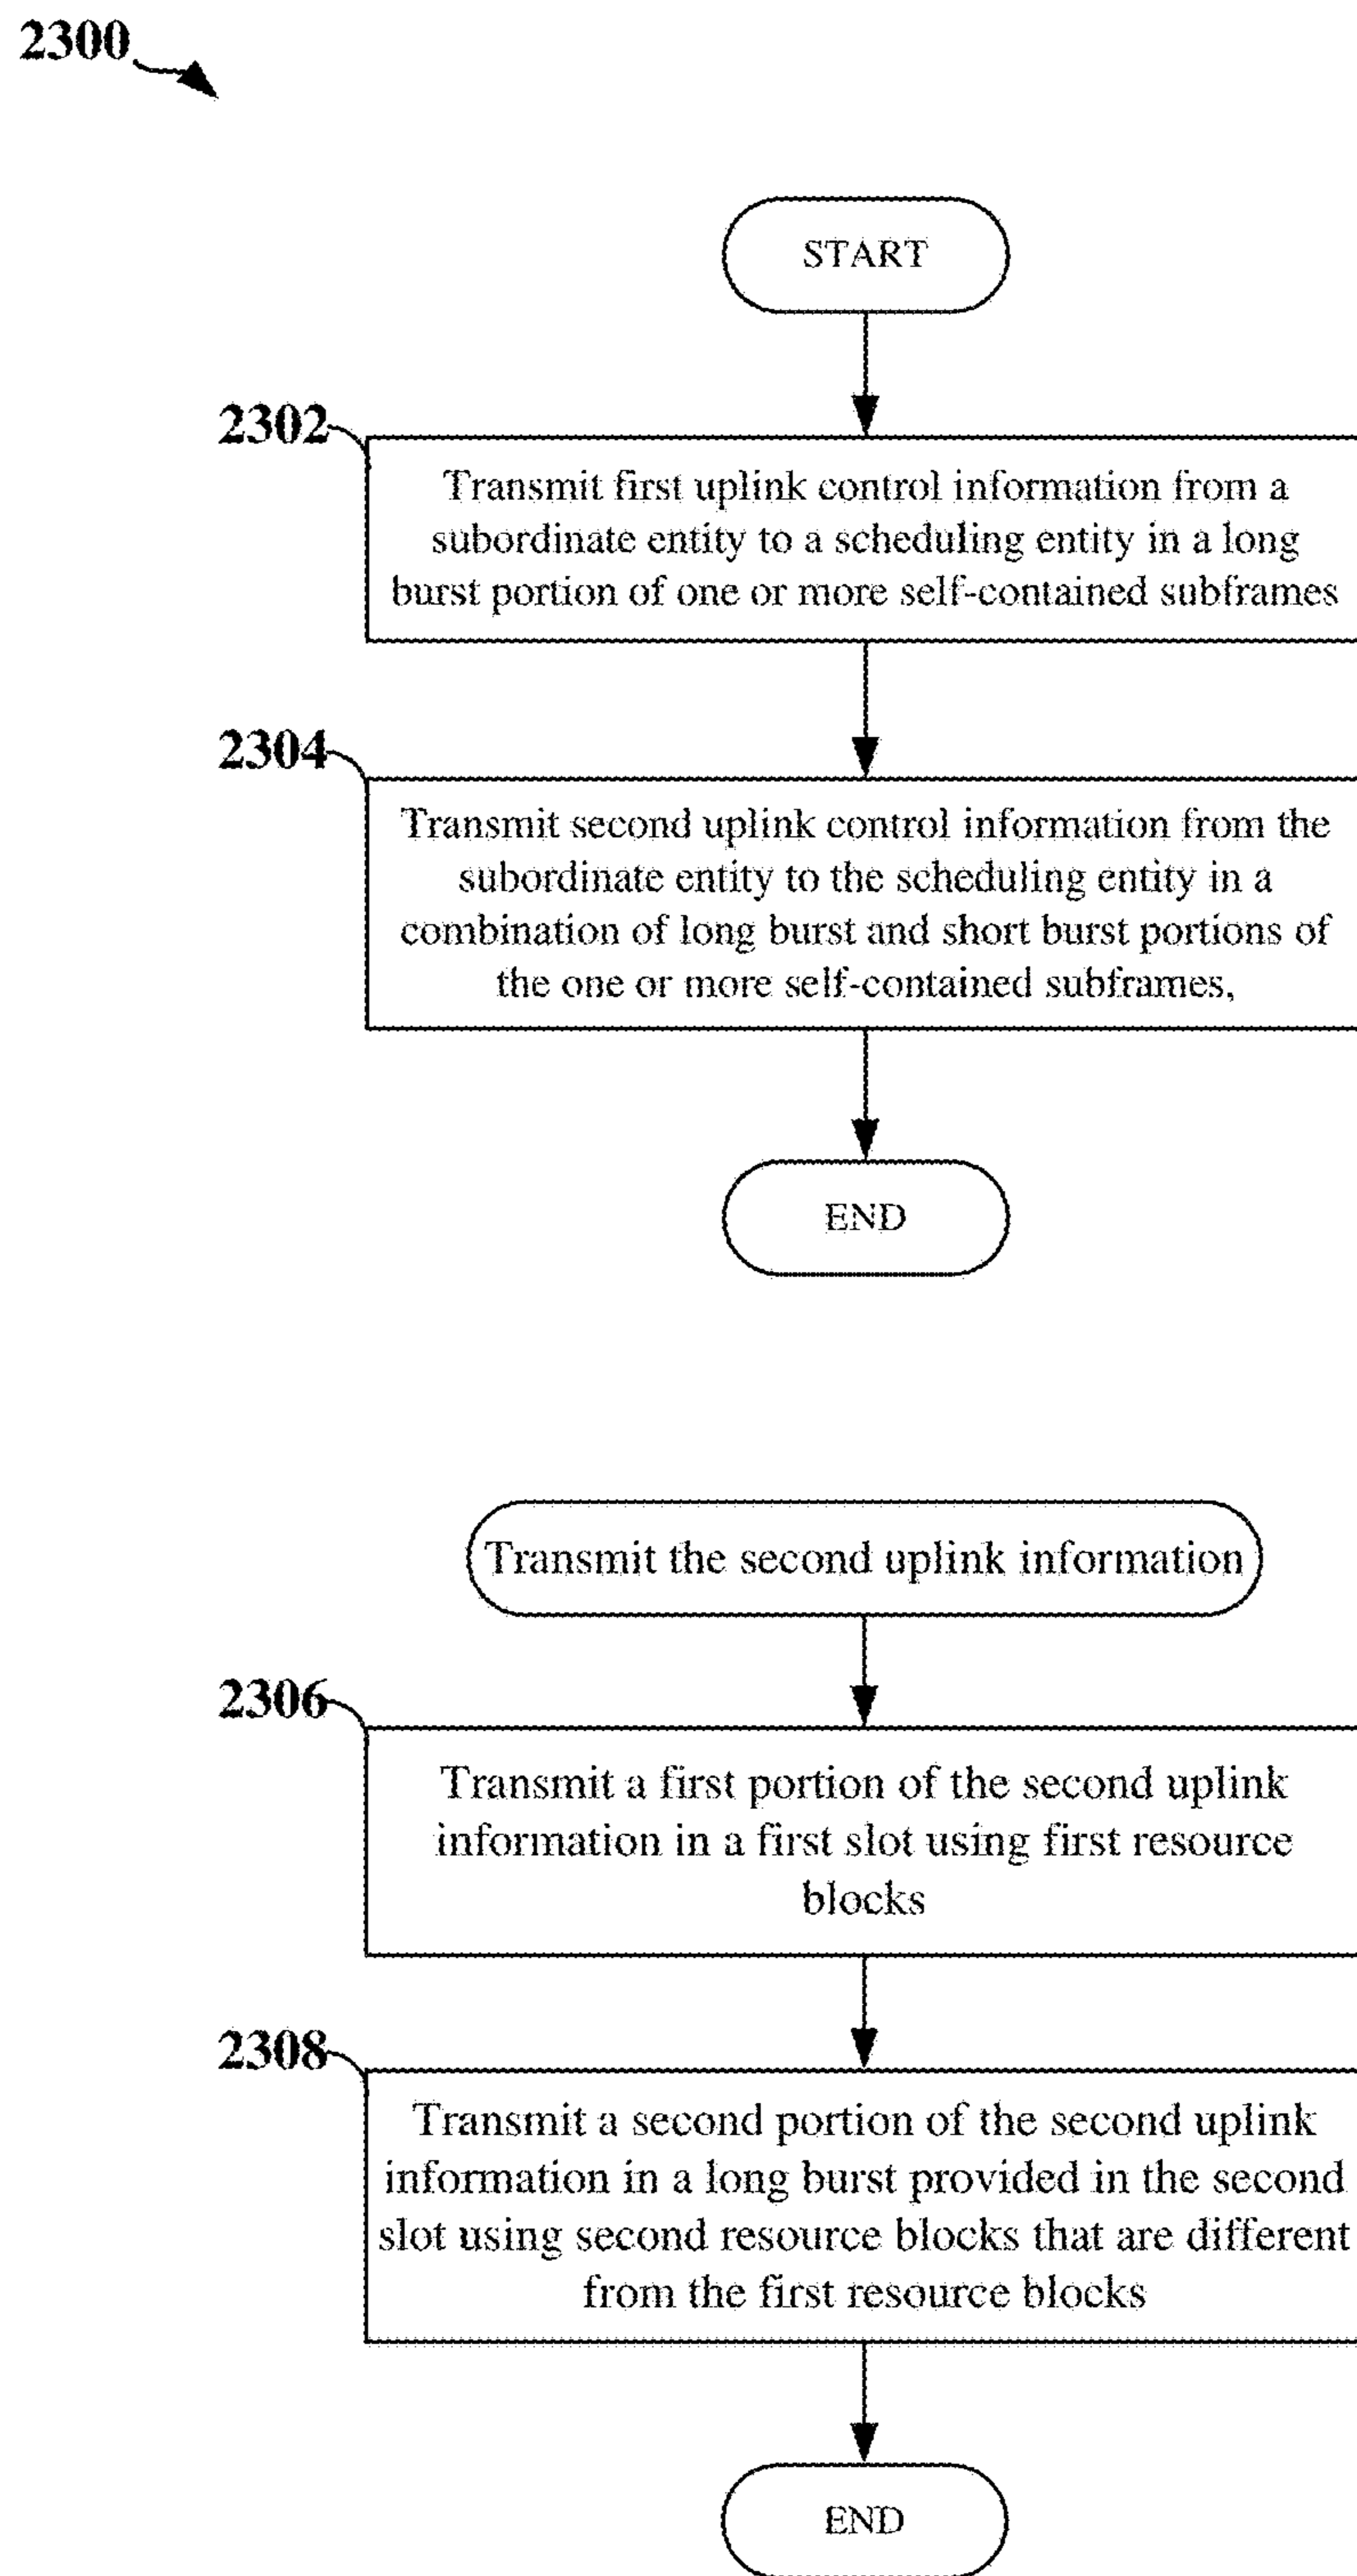 2300
START
2302
Transmit first uplink control information from a
subordinate entity to a scheduling entity in a long
burst portion of one or more self-contained subframes
2304
Transmit second uplink control information from the
subordinate entity to the scheduling entity in a
combination of long burst and short burst portions of
the one or more self-contained subframes,
END
Transmit the second uplink information
2306
Transmit a first portion of the second uplink
information in a first slot using first resource
blocks
2308
Transmit a second portion of the second uplink
information in a long burst provided in the second
slot using second resource blocks that are different
from the first resource blocks
END